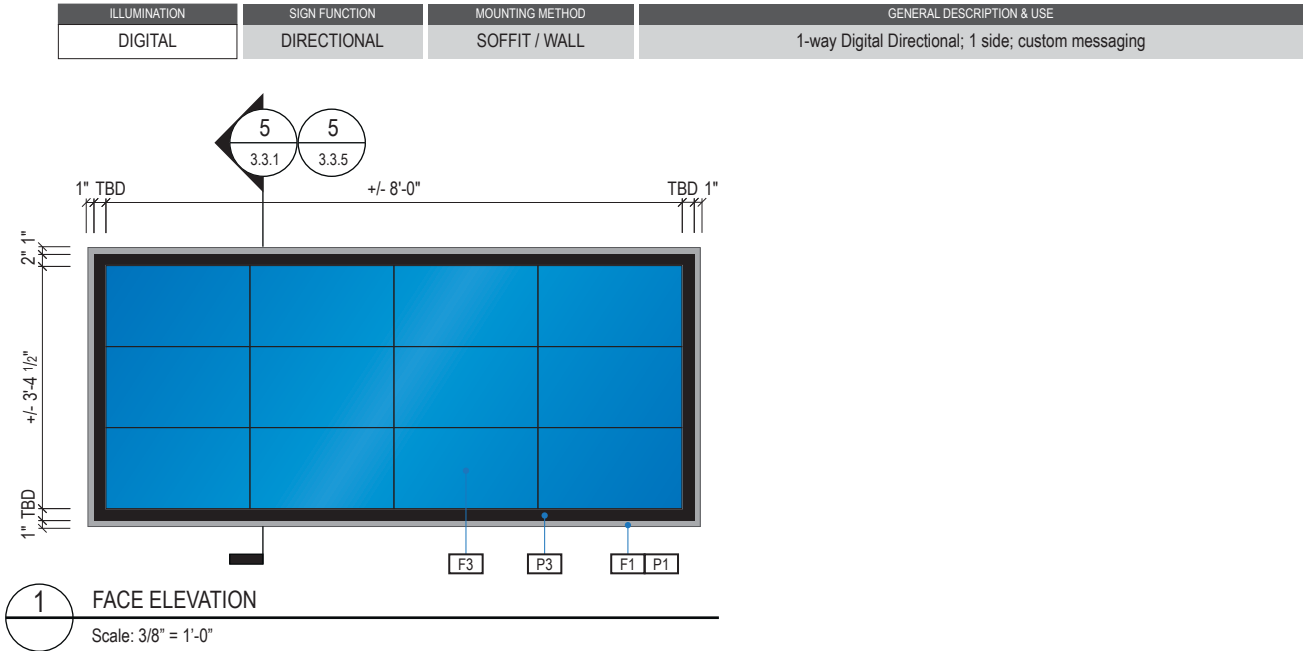 ILLUMINATION SIGN FUNCTION MOUNTING METHOD GENERAL DESCRIPTION & USE
DIGITAL DIRECTIONAL SOFFIT / WALL 1-way Digital Directional; 1 side; custom messaging
5 5
3.3.1 3.3.5
1" TBD +/- 8'-0" TBD 1"
2" 1"
+/- 3'-4 1/2"
1" TBD
F3 P3 F1 P1
1 FACE ELEVATION
Scale: 3/8” = 1’-0”